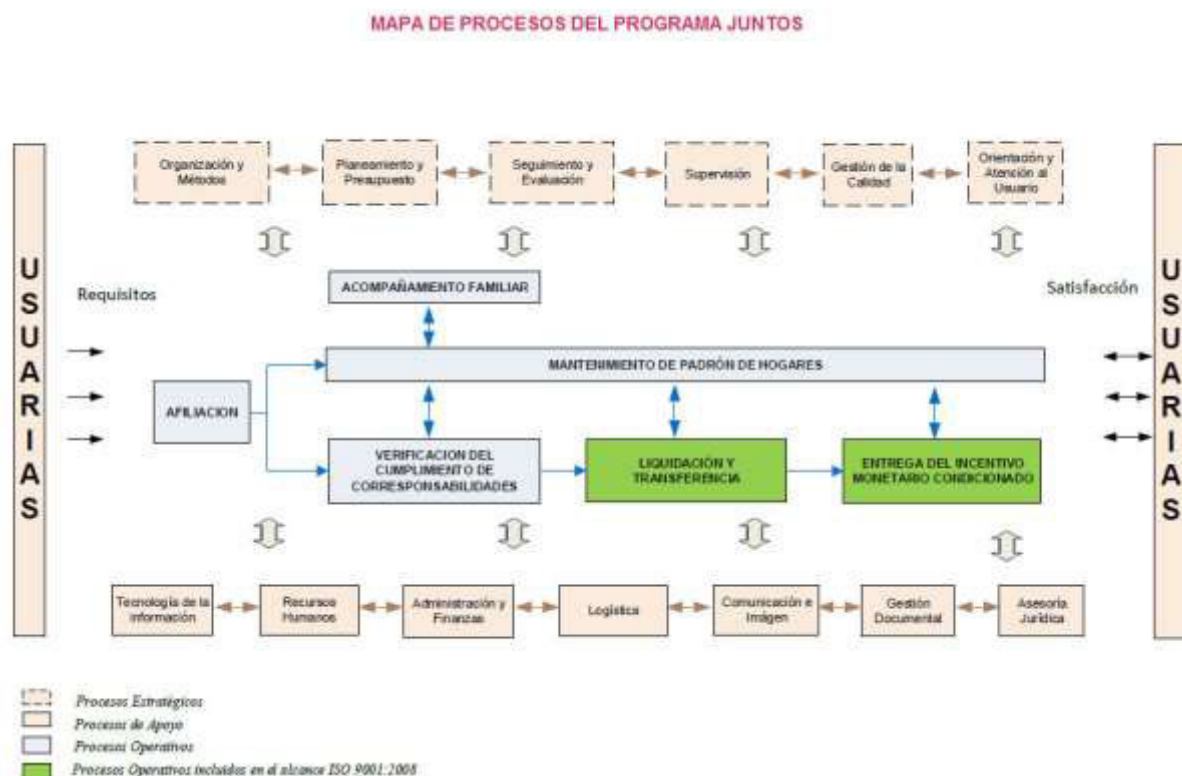 MAPA DE PROCESOS DEL PROGRAMA JUNTOS
Organización y
Métodos
Planeamiento y
Presupuesto
Seguimiento y
Evaluación
Supervisión
Gestión de la
Calidad
Orientación y
Atención al
Usuario
USUARIAS
Requisitos
ACOMPAÑAMIENTO FAMILIAR
Satisfacción
USUARIAS
MANTENIMIENTO DE PADRÓN DE HOGARES
AFILIACION
VERIFICACION DEL
CUMPLIMIENTO DE
CORRESPONSABILIDADES
LIQUIDACIÓN Y
TRANSFERENCIA
ENTREGA DEL INCENTIVO
MONETARIO CONDICIONADO
Tecnología de la
información
Recursos
Humanos
Administración y
Finanzas
Logística
Comunicación e
Imágen
Gestión
Documental
Asesoría
Jurídica
Procesos Estratégicos
Procesos de Apoyo
Procesos Operativos
Procesos Operativos incluidos en el alcance ISO 9001:2008